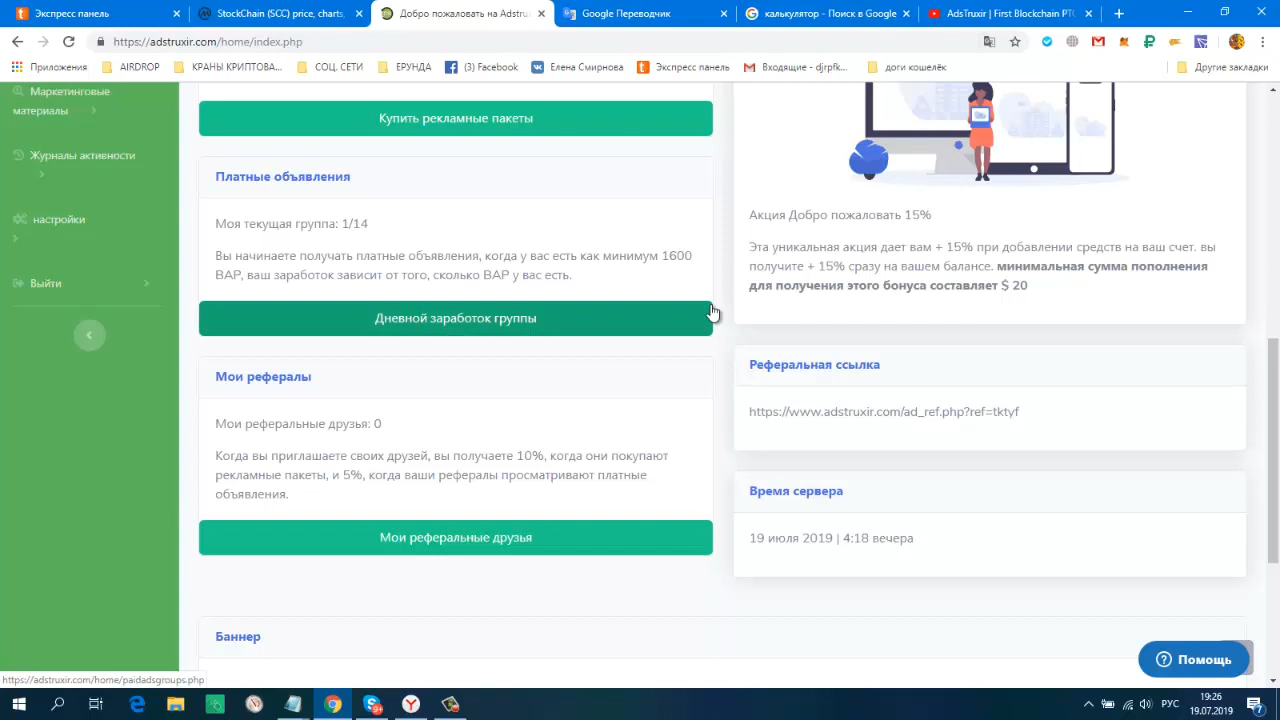 Экспресс панель
StockChain (SCC) price, charts,
Добро пожаловать на Adstru
Google Переводчик
калькулятор - Поиск в Google
AdsTruxir | First Blockchain PTC
https://adstruxir.com/home/index.php
Приложения
AIRDROP
КРАНЫ КРИПТОВА...
СОЦ. СЕТИ
ЕРУНДА
(3) Facebook
Елена Смирнова
Экспресс панель
Входящие - djrpfk...
доги кошелёк
Другие закладки
Маркетинговые
материалы
Журналы активности
настройки
Выйти
Купить рекламные пакеты
Платные объявления
Моя текущая группа: 1/14
Вы начинаете получать платные объявления, когда у вас есть как минимум 1600
BAP, ваш заработок зависит от того, сколько BAP у вас есть.
Дневной заработок группы
Мои рефералы
Мои реферальные друзья: 0
Когда вы приглашаете своих друзей, вы получаете 10%, когда они покупают
рекламные пакеты, и 5%, когда ваши рефералы просматривают платные
объявления.
Мои реферальные друзья
Акция Добро пожаловать 15%
Эта уникальная акция дает вам + 15% при добавлении средств на ваш счет. вы
получите + 15% сразу на вашем балансе. минимальная сумма пополнения
для получения этого бонуса составляет $ 20
Реферальная ссылка
https://www.adstruxir.com/ad_ref.php?ref=tktyf
Время сервера
19 июля 2019 | 4:18 вечера
Баннер
Помощь
https://adstruxir.com/home/paidadsgroups.php
РУС
19:26
19.07.2019